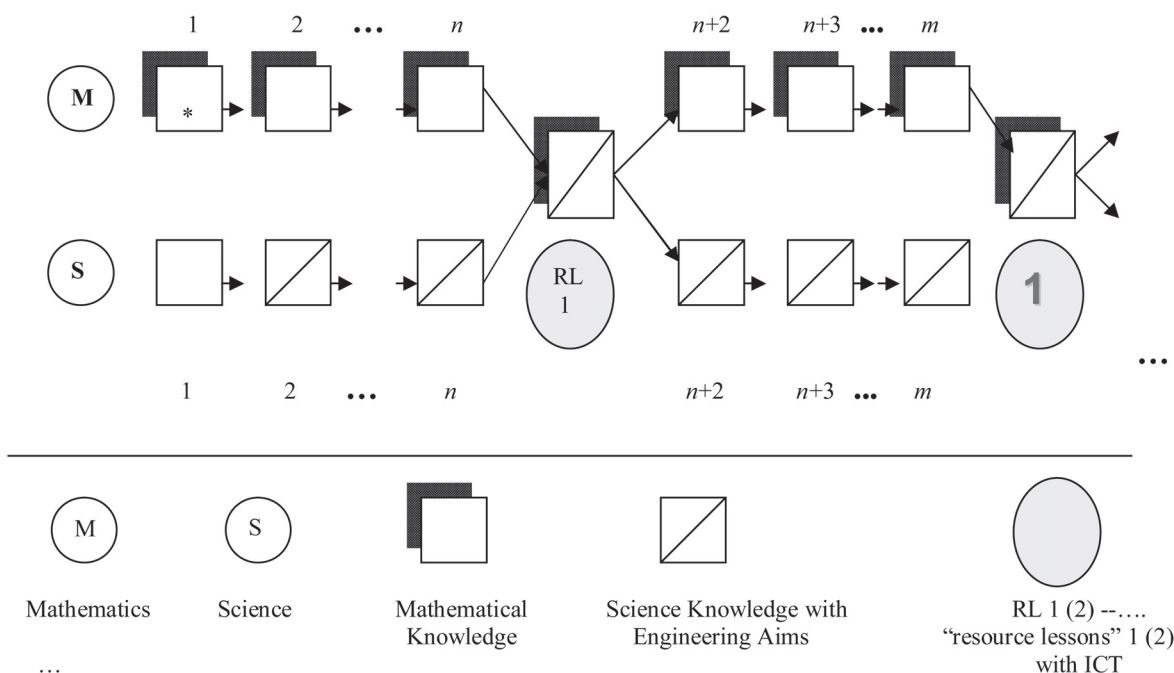 1 2 ... n n+2 n+3 ... m
M
*
S
RL
1
1
...
1 2 ... n n+2 n+3 ... m
M S
Mathematics Science Mathematical Science Knowledge with RL 1 (2) --….
Knowledge Engineering Aims “resource lessons” 1 (2)
… with ICT